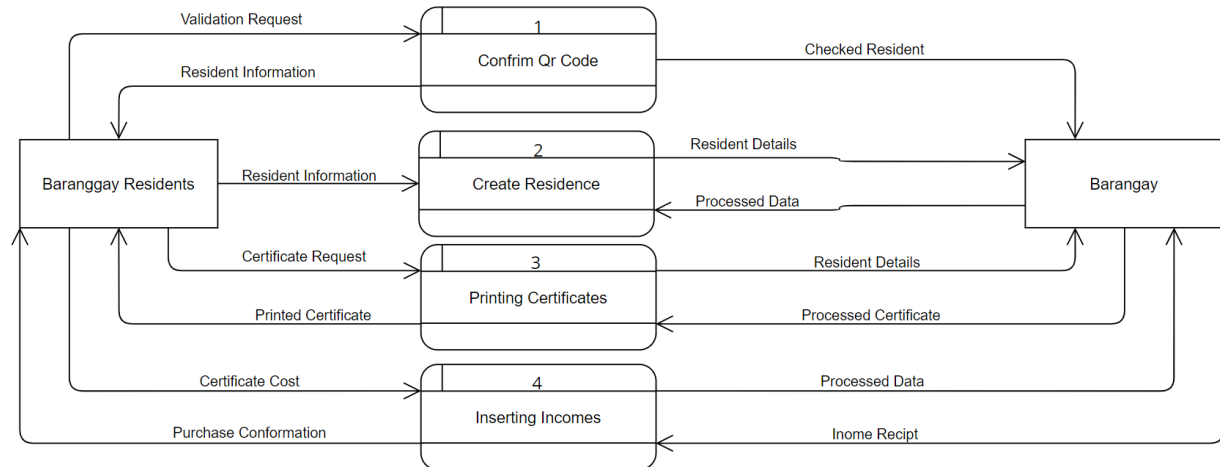 Validation Request
1
Confrim Qr Code
Checked Resident
Resident Information
Baranggay Residents
Resident Information
2
Create Residence
Resident Details
Processed Data
Barangay
Certificate Request
3
Printing Certificates
Resident Details
Printed Certificate
Processed Certificate
Certificate Cost
4
Inserting Incomes
Processed Data
Purchase Conformation
Inome Recipt